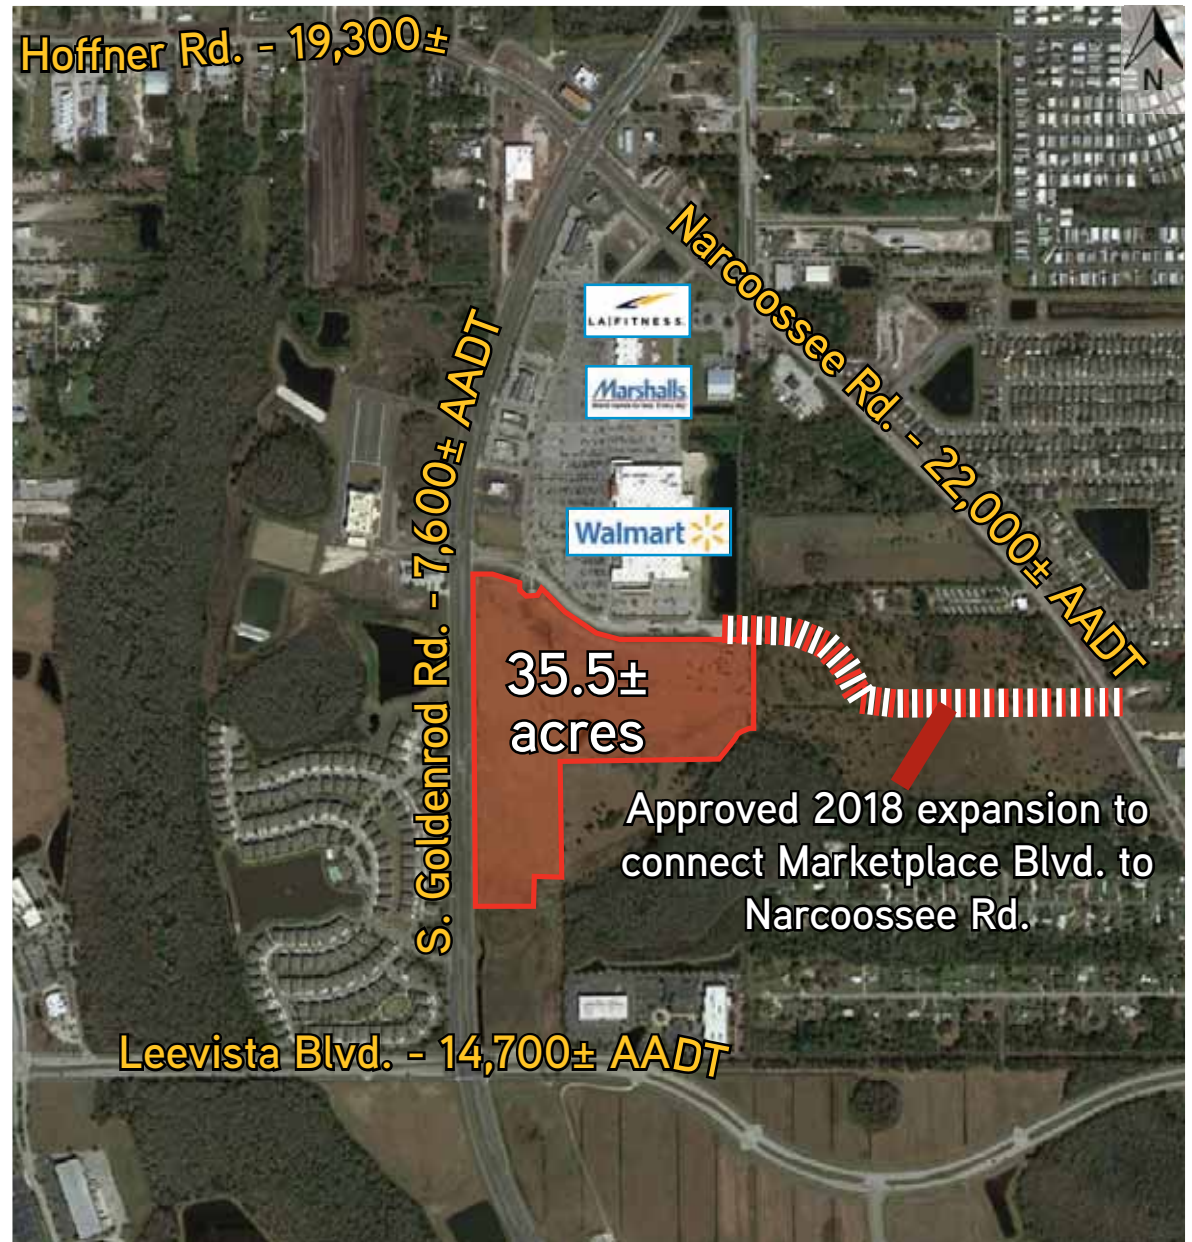 Hoffner Rd. - 19,300±
N
Narcoossee Rd. - 22,000± AADT
LA|FITNESS.
Marshalls.
S. Goldenrod Rd. - 7,600± AADT
Walmart
35.5±
acres
Approved 2018 expansion to
connect Marketplace Blvd. to
Narcoossee Rd.
Leevista Blvd. - 14,700± AADT